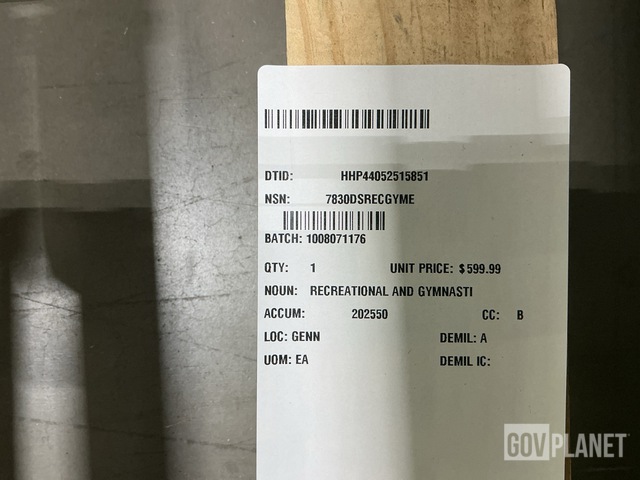 DTID: HHP44052515851
NSN: 7830DSRECGYME
BATCH: 1008071176
QTY: 1 UNIT PRICE: $599.99
NOUN: RECREATIONAL AND GYMNASTI
ACCUM: 202550 CC: B
LOC: GENN DEMIL: A
UOM: EA DEMIL IC:
GOVPLANET